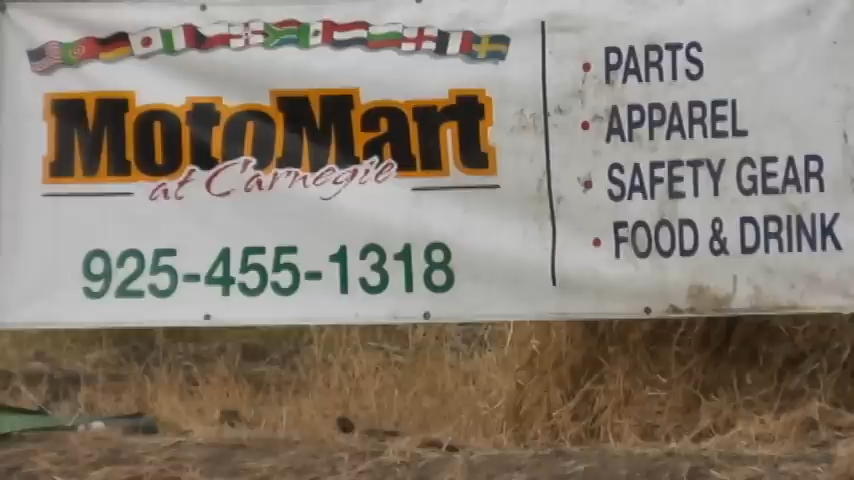 MotoMart
at Carnegie
925-455-1318
• PARTS
• APPAREL
• SAFETY GEAR
• FOOD & DRINK